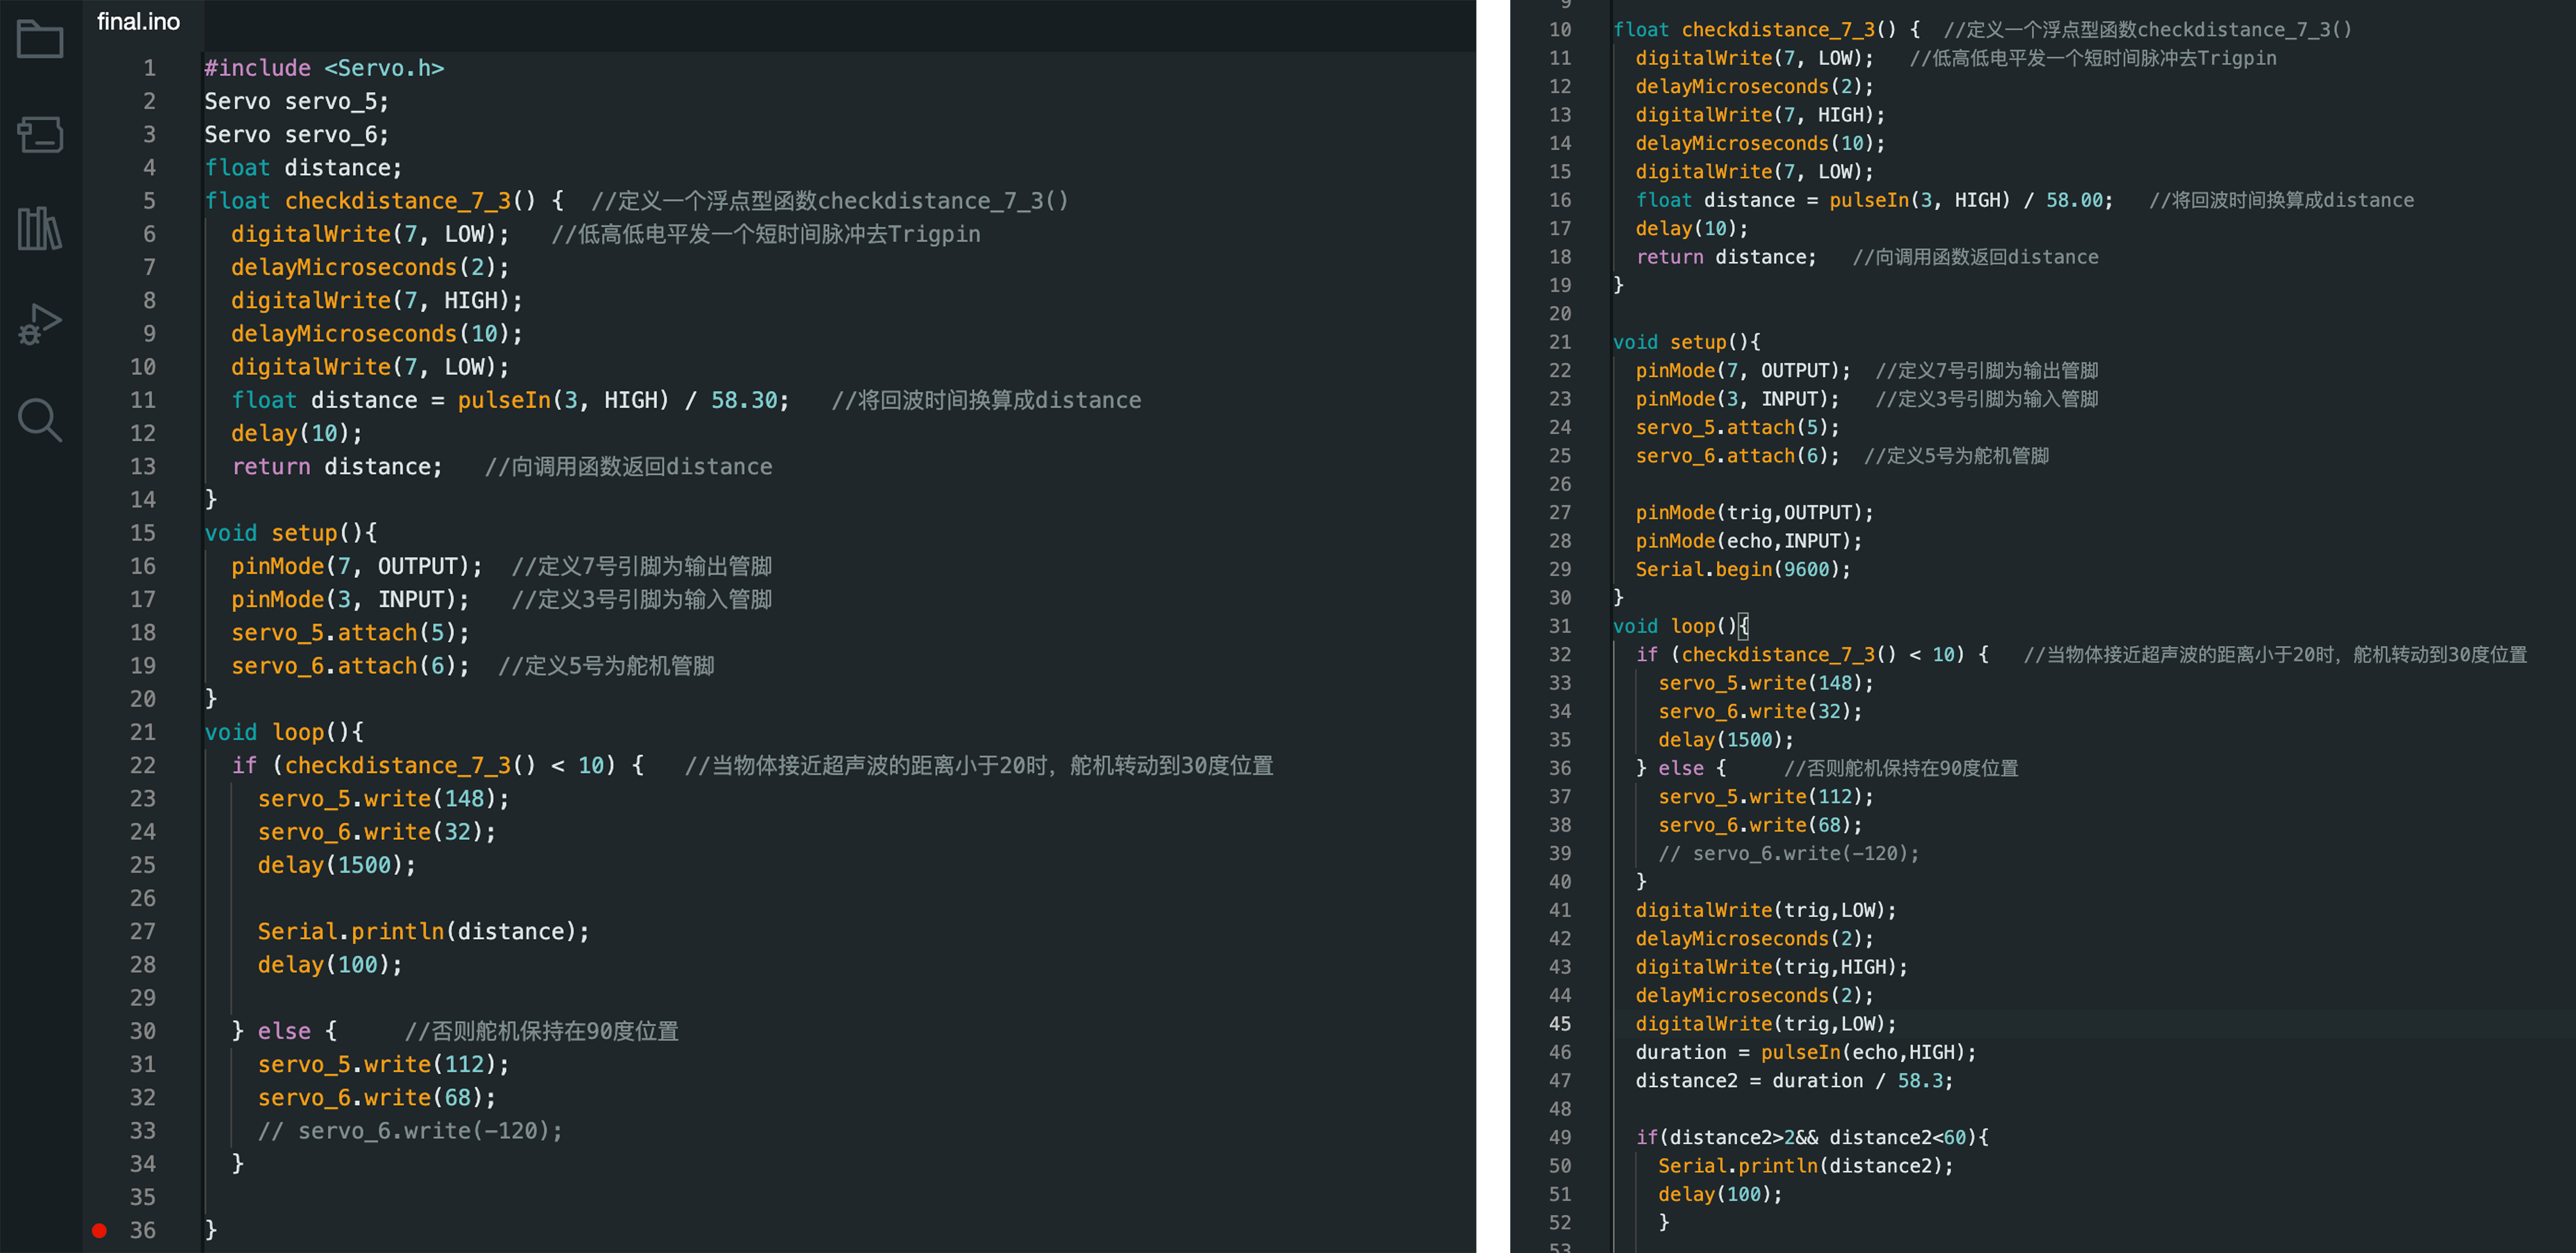 final.ino
1 #include <Servo.h>
2 Servo servo_5;
3 Servo servo_6;
4 float distance;
5 float checkdistance_7_3() {  //定义一个浮点型函数checkdistance_7_3()
6   digitalWrite(7, LOW);   //低高低电平发一个短时间脉冲去Trigpin
7   delayMicroseconds(2);
8   digitalWrite(7, HIGH);
9   delayMicroseconds(10);
10   digitalWrite(7, LOW);
11   float distance = pulseIn(3, HIGH) / 58.30;   //将回波时间换算成distance
12   delay(10);
13   return distance;   //向调用函数返回distance
14 }
15 void setup(){
16   pinMode(7, OUTPUT);  //定义7号引脚为输出管脚
17   pinMode(3, INPUT);   //定义3号引脚为输入管脚
18   servo_5.attach(5);
19   servo_6.attach(6);  //定义5号为舵机管脚
20 }
21 void loop(){
22   if (checkdistance_7_3() < 10) {   //当物体接近超声波的距离小于20时，舵机转动到30度位置
23     servo_5.write(148);
24     servo_6.write(32);
25     delay(1500);
26
27     Serial.println(distance);
28     delay(100);
29
30   } else {     //否则舵机保持在90度位置
31     servo_5.write(112);
32     servo_6.write(68);
33     // servo_6.write(-120);
34   }
35
36 }
9
10 float checkdistance_7_3() {  //定义一个浮点型函数checkdistance_7_3()
11   digitalWrite(7, LOW);   //低高低电平发一个短时间脉冲去Trigpin
12   delayMicroseconds(2);
13   digitalWrite(7, HIGH);
14   delayMicroseconds(10);
15   digitalWrite(7, LOW);
16   float distance = pulseIn(3, HIGH) / 58.00;   //将回波时间换算成distance
17   delay(10);
18   return distance;   //向调用函数返回distance
19 }
20
21 void setup(){
22   pinMode(7, OUTPUT);  //定义7号引脚为输出管脚
23   pinMode(3, INPUT);   //定义3号引脚为输入管脚
24   servo_5.attach(5);
25   servo_6.attach(6);  //定义5号为舵机管脚
26
27   pinMode(trig,OUTPUT);
28   pinMode(echo,INPUT);
29   Serial.begin(9600);
30 }
31 void loop(){
32   if (checkdistance_7_3() < 10) {   //当物体接近超声波的距离小于20时，舵机转动到30度位置
33     servo_5.write(148);
34     servo_6.write(32);
35     delay(1500);
36   } else {     //否则舵机保持在90度位置
37     servo_5.write(112);
38     servo_6.write(68);
39     // servo_6.write(-120);
40   }
41   digitalWrite(trig,LOW);
42   delayMicroseconds(2);
43   digitalWrite(trig,HIGH);
44   delayMicroseconds(2);
45   digitalWrite(trig,LOW);
46   duration = pulseIn(echo,HIGH);
47   distance2 = duration / 58.3;
48
49   if(distance2>2&& distance2<60){
50     Serial.println(distance2);
51     delay(100);
52     }
53